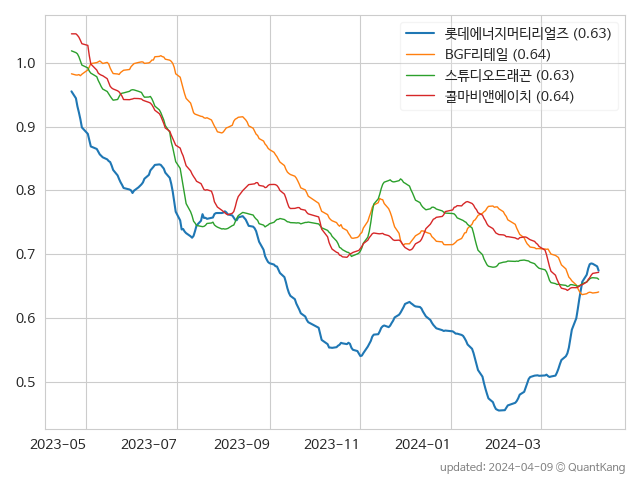 롯데에너지머티리얼즈 (0.63)
BGF리테일 (0.64)
스튜디오드래곤 (0.63)
콜마비앤에이치 (0.64)
1.0
0.9
0.8
0.7
0.6
0.5
2023-05 2023-07 2023-09 2023-11 2024-01 2024-03
updated: 2024-04-09 © QuantKang